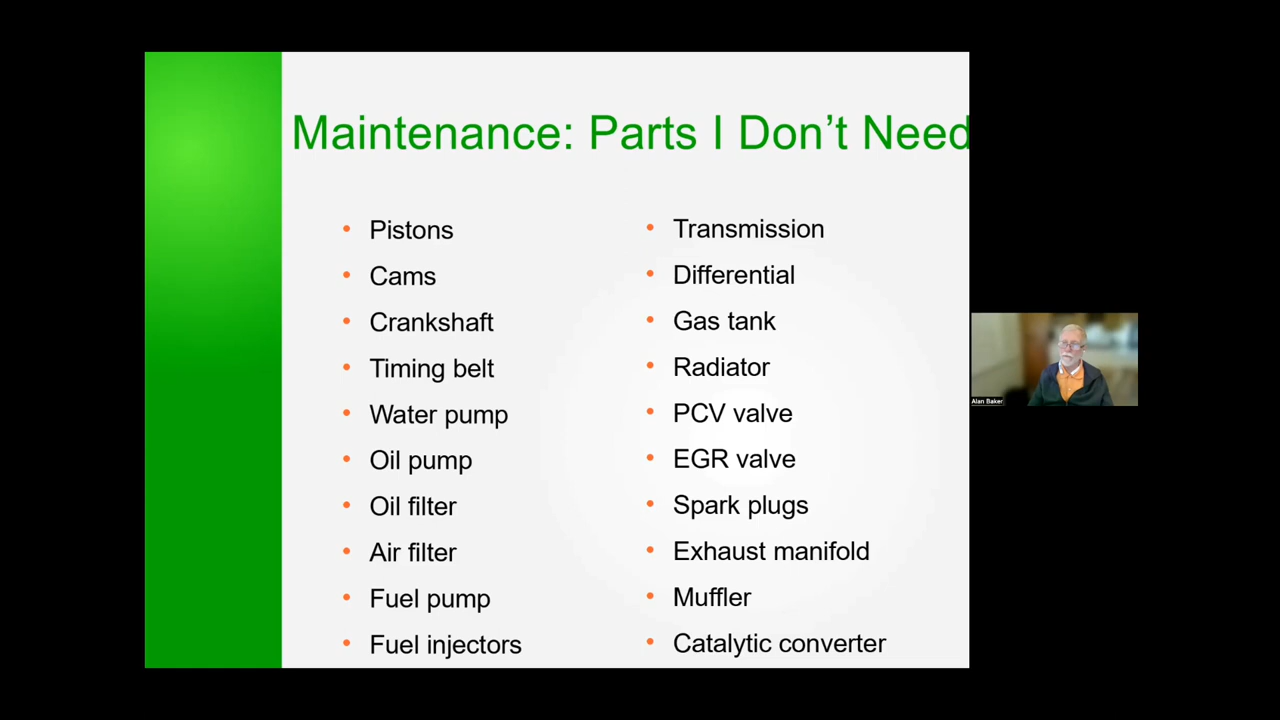 Maintenance: Parts I Don’t Need
• Pistons
• Cams
• Crankshaft
• Timing belt
• Water pump
• Oil pump
• Oil filter
• Air filter
• Fuel pump
• Fuel injectors
• Transmission
• Differential
• Gas tank
• Radiator
• PCV valve
• EGR valve
• Spark plugs
• Exhaust manifold
• Muffler
• Catalytic converter
Alan Baker